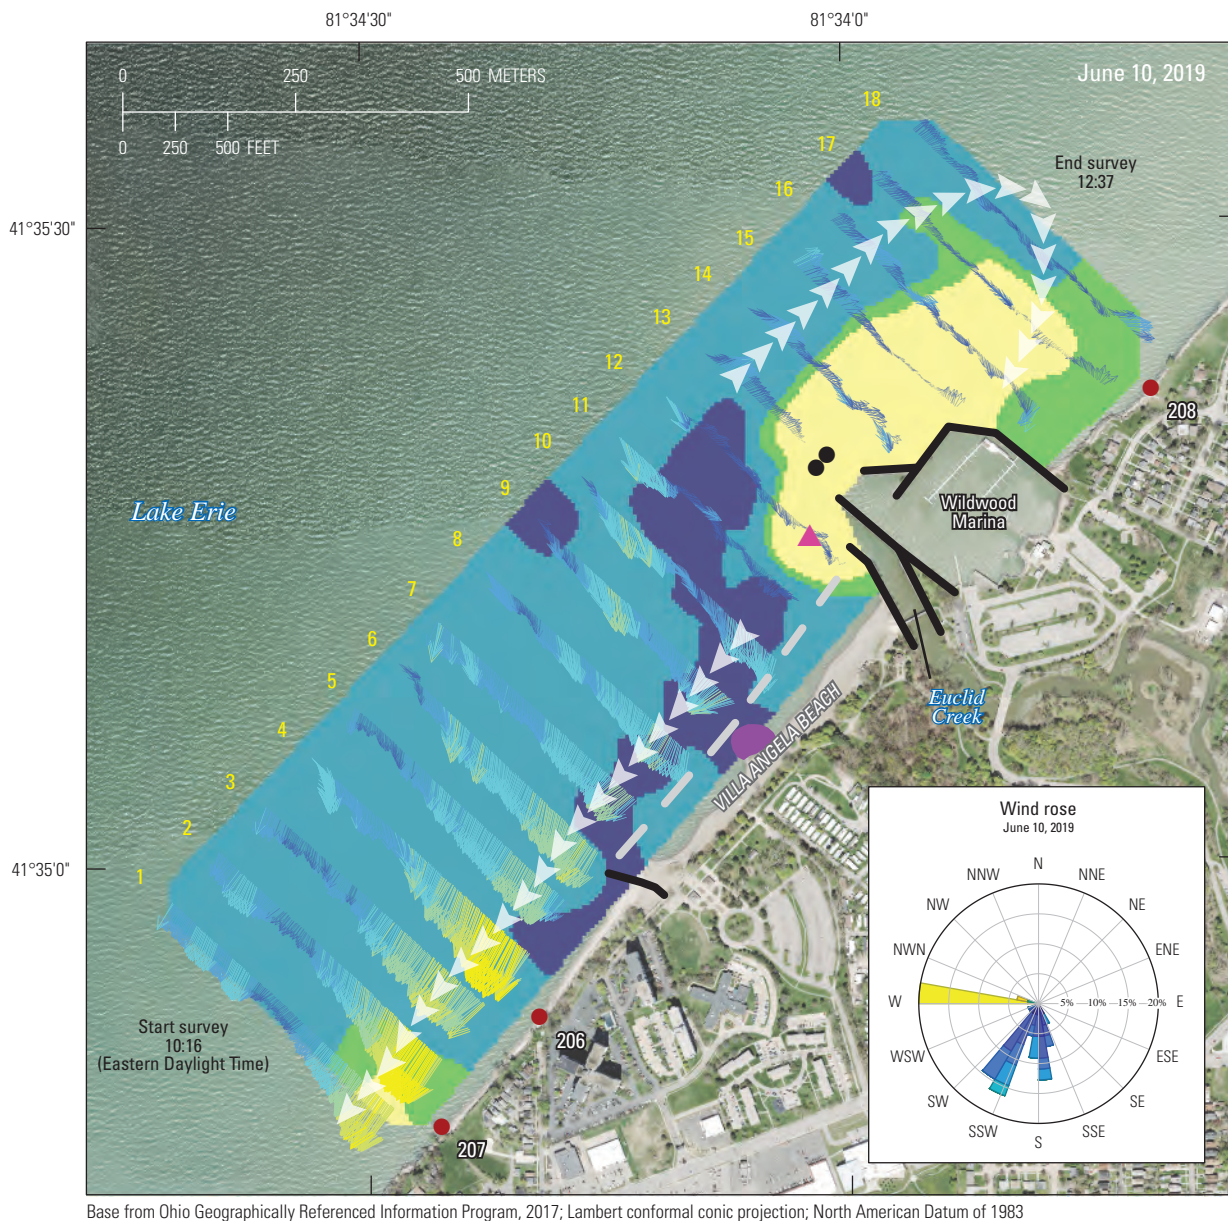 81°34'30"
81°34'0"
0 250 500 METERS
0 250 500 FEET
June 10, 2019
18
17
16
15
14
13
12
11
10
9
8
7
6
5
4
3
2
1
End survey
12:37
41°35'30"
Lake Erie
208
Wildwood
Marina
Euclid
Creek
VILLA ANGELA BEACH
41°35'0"
Start survey
10:16
(Eastern Daylight Time)
206
207
Wind rose
June 10, 2019
N
NNW
NNE
NW
NE
NWN
ENE
W
5% 10% 15% 20%
E
WSW
ESE
SW
SE
SSW
SSE
S
Base from Ohio Geographically Referenced Information Program, 2017; Lambert conformal conic projection; North American Datum of 1983